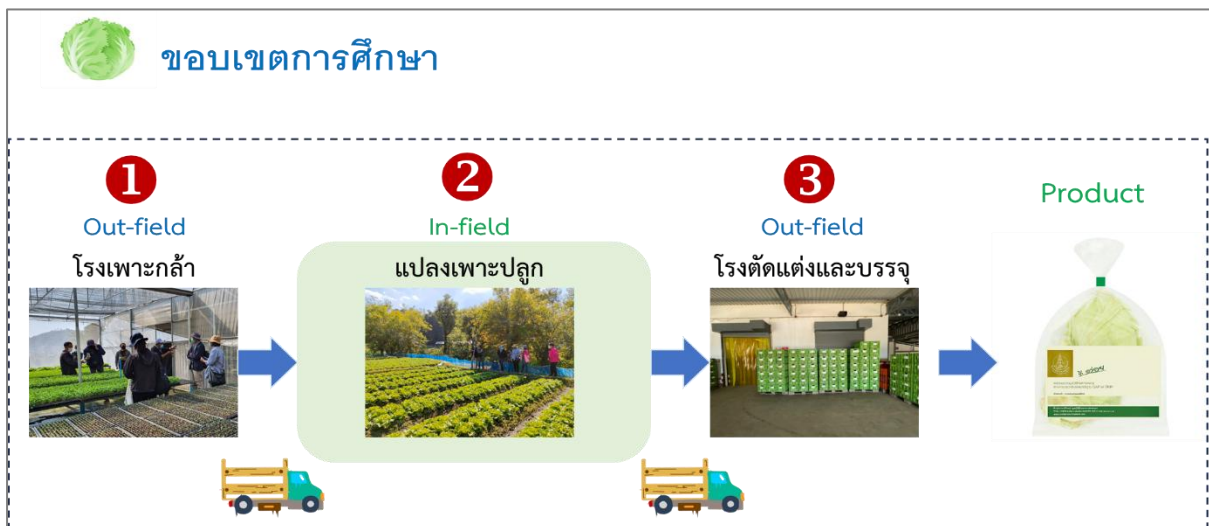 ขอบเขตการศึกษา
1
Out-field
โรงเพาะกล้า
2
In-field
แปลงเพาะปลูก
3
Out-field
โรงตัดแต่งและบรรจุ
Product